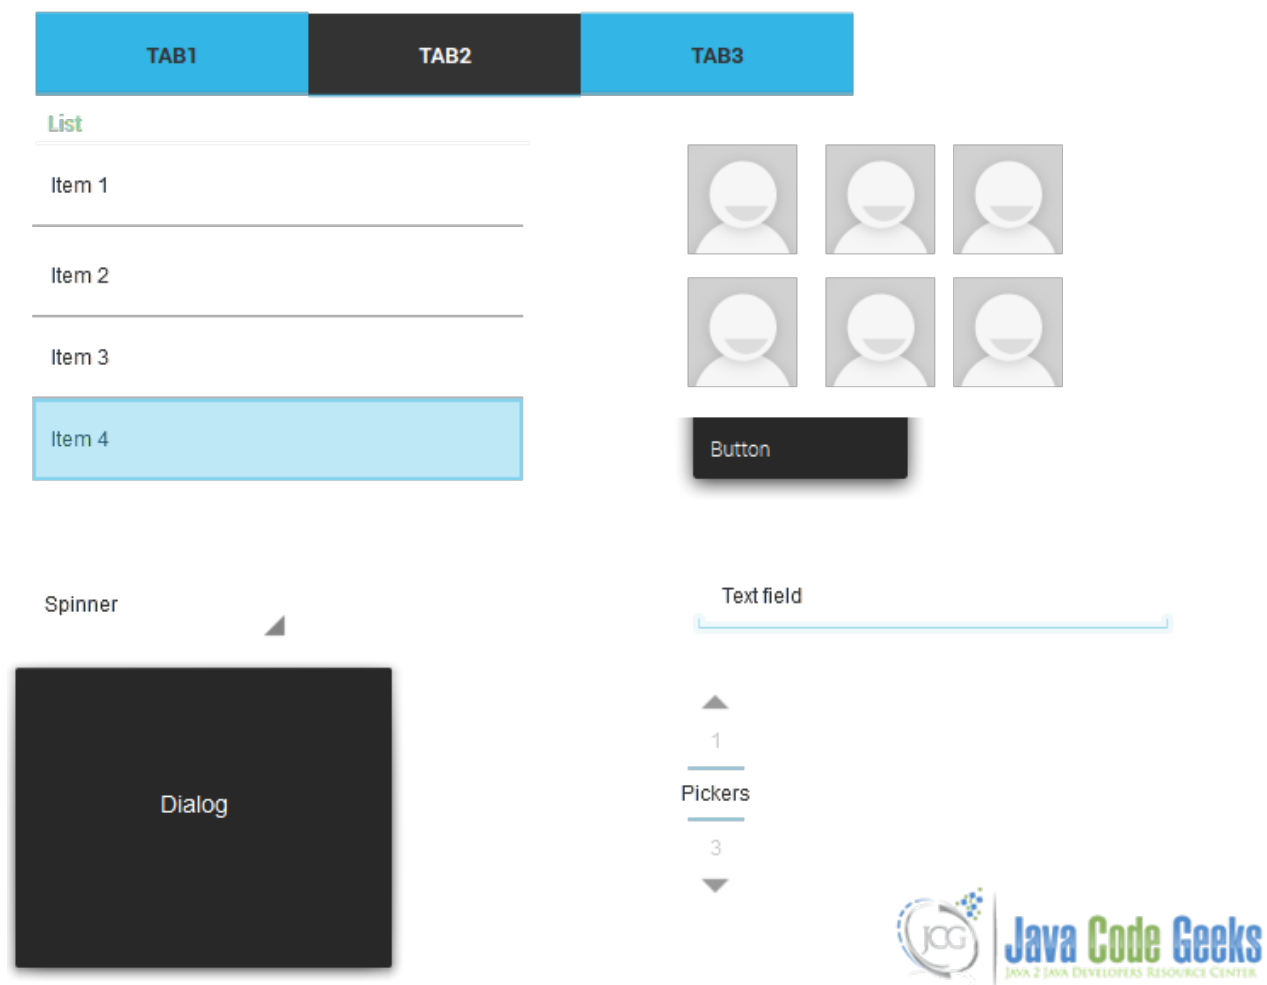 TAB1 TAB2 TAB3
List
Item 1
Item 2
Item 3
Item 4
Button
Spinner
Text field
Dialog
1
Pickers
3
JCG
Java Code Geeks
JAVA 2 JAVA DEVELOPERS RESOURCE CENTER